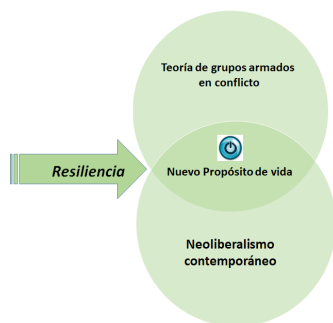 Teoría de grupos armados
en conflicto
Resiliencia
Nuevo Propósito de vida
Neoliberalismo
contemporáneo